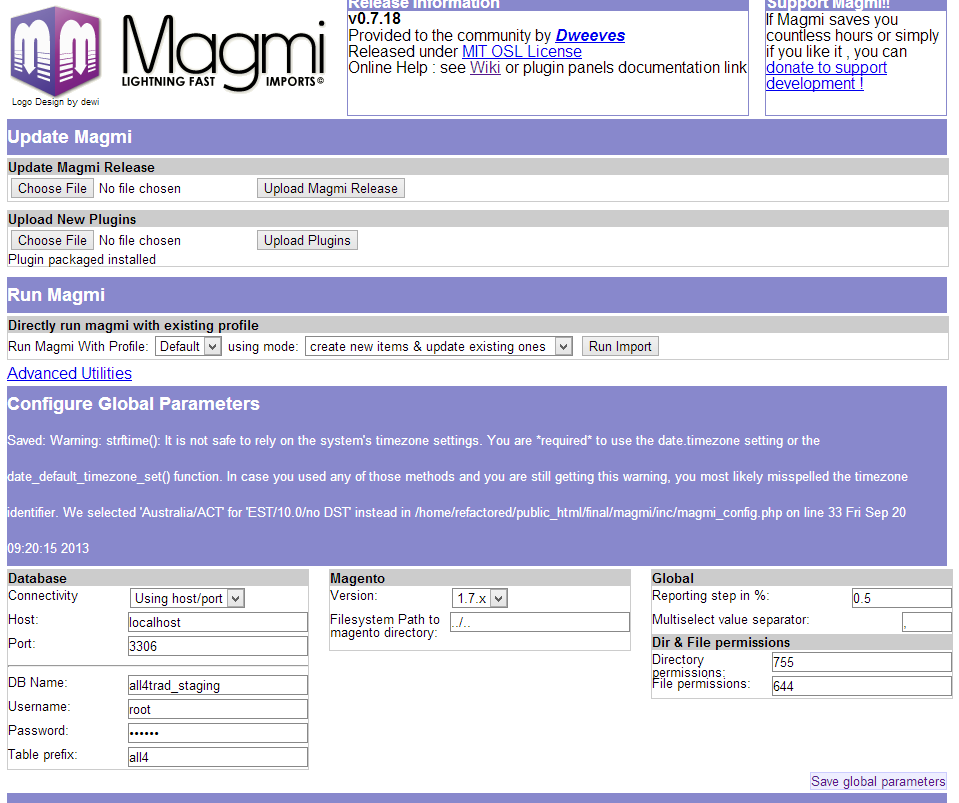 Magmi
LIGHTNING FAST IMPORTS©
Logo Design by dewi
Release Information
v0.7.18
Provided to the community by Dweeves
Released under MIT OSL License
Online Help : see Wiki or plugin panels documentation link
Support Magmi!!
If Magmi saves you
countless hours or simply
if you like it , you can
donate to support
development !
Update Magmi
Update Magmi Release
Choose File No file chosen Upload Magmi Release
Upload New Plugins
Choose File No file chosen Upload Plugins
Plugin packaged installed
Run Magmi
Directly run magmi with existing profile
Run Magmi With Profile: Default using mode: create new items & update existing ones Run Import
Advanced Utilities
Configure Global Parameters
Saved: Warning: strftime(): It is not safe to rely on the system's timezone settings. You are *required* to use the date.timezone setting or the
date_default_timezone_set() function. In case you used any of those methods and you are still getting this warning, you most likely misspelled the timezone
identifier. We selected 'Australia/ACT' for 'EST/10.0/no DST' instead in /home/refactored/public_html/final/magmi/inc/magmi_config.php on line 33 Fri Sep 20
09:20:15 2013
Database
Connectivity Using host/port
Host: localhost
Port: 3306
DB Name: all4trad_staging
Username: root
Password: ••••••
Table prefix: all4
Magento
Version: 1.7.x
Filesystem Path to
magento directory: ../..
Global
Reporting step in %: 0.5
Multiselect value separator: ,
Dir & File permissions
Directory
permissions: 755
File permissions: 644
Save global parameters